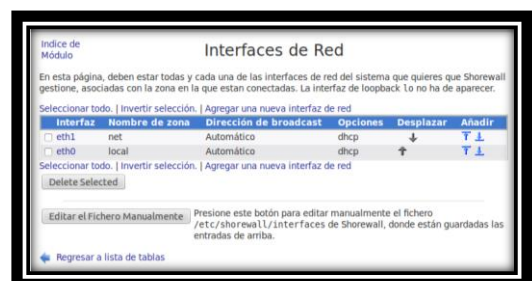 Indice de
Módulo
Interfaces de Red
En esta página, deben estar todas y cada una de las interfaces de red del sistema que quieres que Shorewall
gestione, asociadas con la zona en la que estan conectadas. La interfaz de loopback lo no ha de aparecer.
Seleccionar todo. | Invertir selección. | Agregar una nueva interfaz de red
Interfaz Nombre de zona Dirección de broadcast Opciones Desplazar Añadir
eth1 net Automático dhcp
eth0 local Automático dhcp
Seleccionar todo. | Invertir selección. | Agregar una nueva interfaz de red
Delete Selected
Editar el Fichero Manualmente Presione este botón para editar manualmente el fichero
/etc/shorewall/interfaces de Shorewall, donde están guardadas las
entradas de arriba.
Regresar a lista de tablas